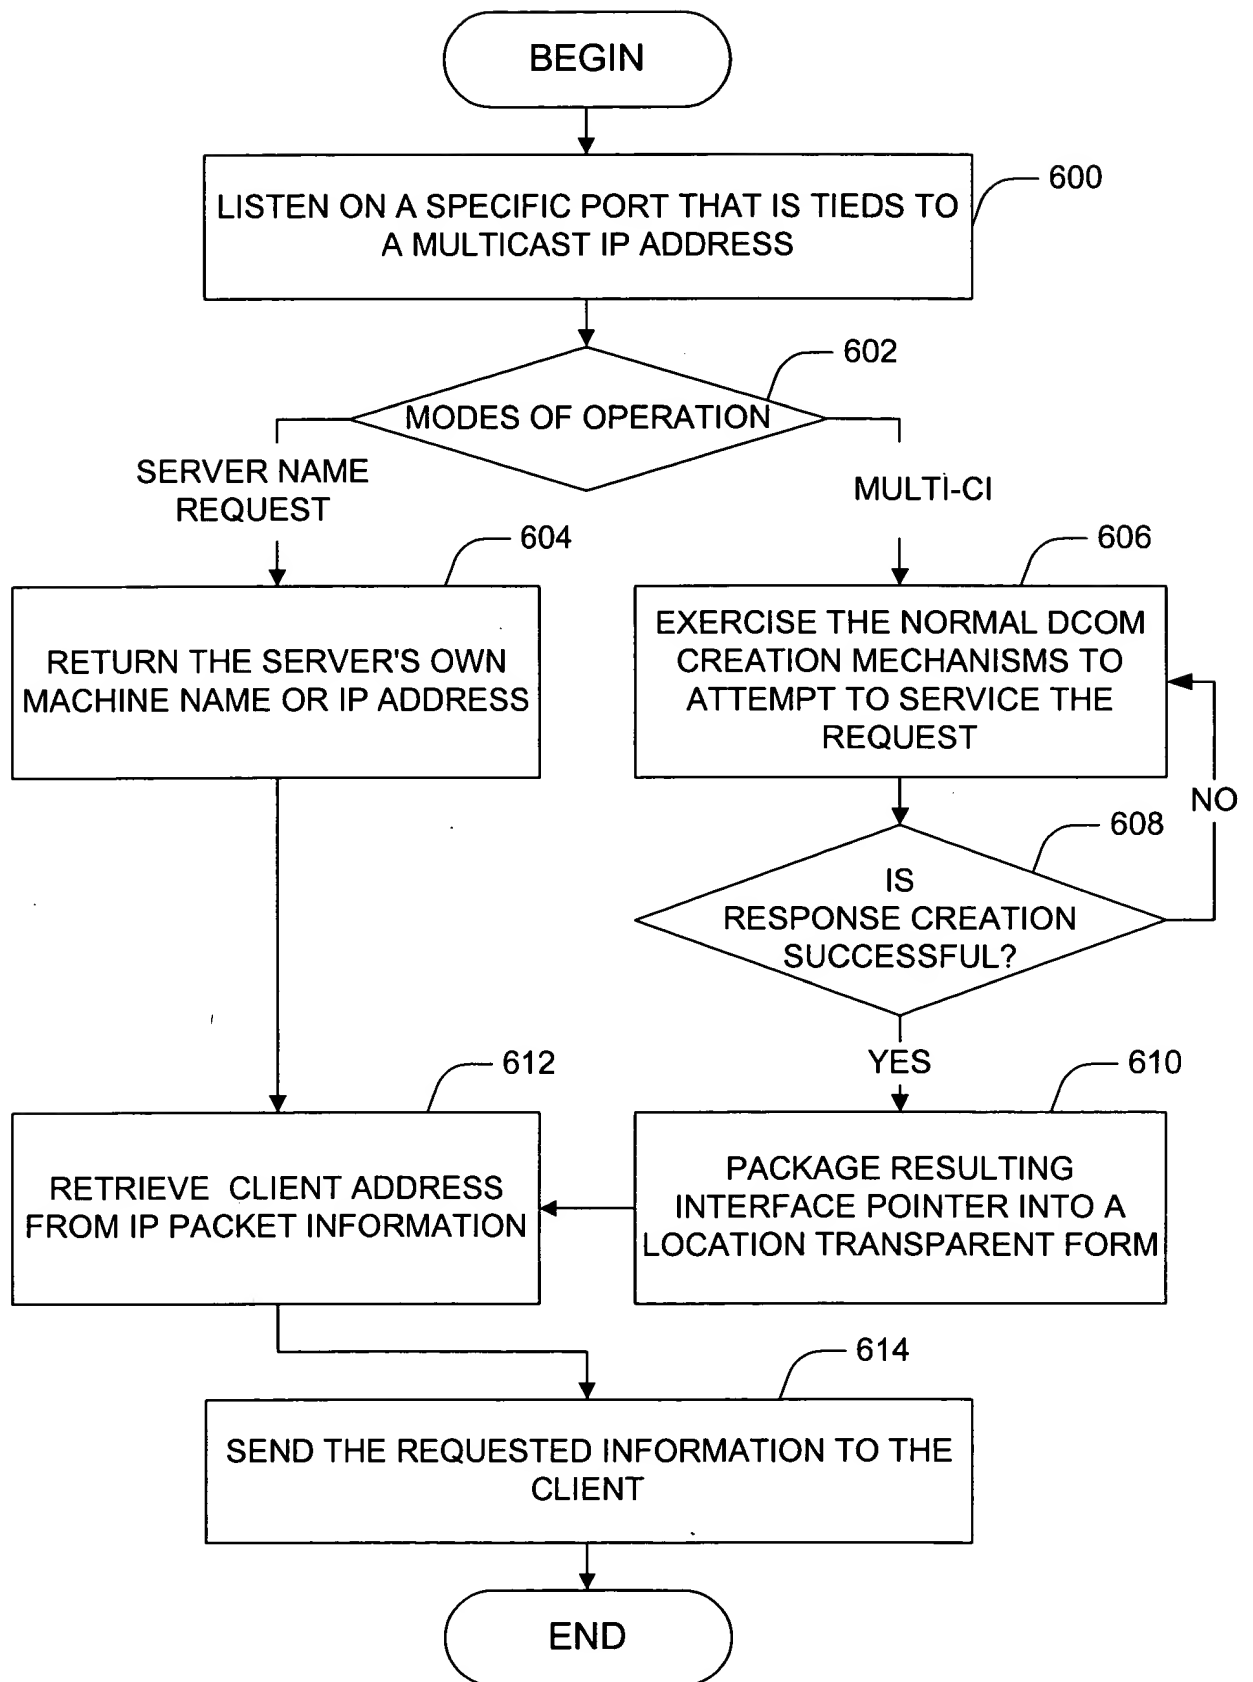 BEGIN
600
LISTEN ON A SPECIFIC PORT THAT IS TIEDS TO
A MULTICAST IP ADDRESS
602
MODES OF OPERATION
SERVER NAME
REQUEST
MULTI-CI
604
606
RETURN THE SERVER'S OWN
MACHINE NAME OR IP ADDRESS
EXERCISE THE NORMAL DCOM
CREATION MECHANISMS TO
ATTEMPT TO SERVICE THE
REQUEST
NO
608
IS
RESPONSE CREATION
SUCCESSFUL?
YES
612
610
RETRIEVE CLIENT ADDRESS
FROM IP PACKET INFORMATION
PACKAGE RESULTING
INTERFACE POINTER INTO A
LOCATION TRANSPARENT FORM
614
SEND THE REQUESTED INFORMATION TO THE
CLIENT
END